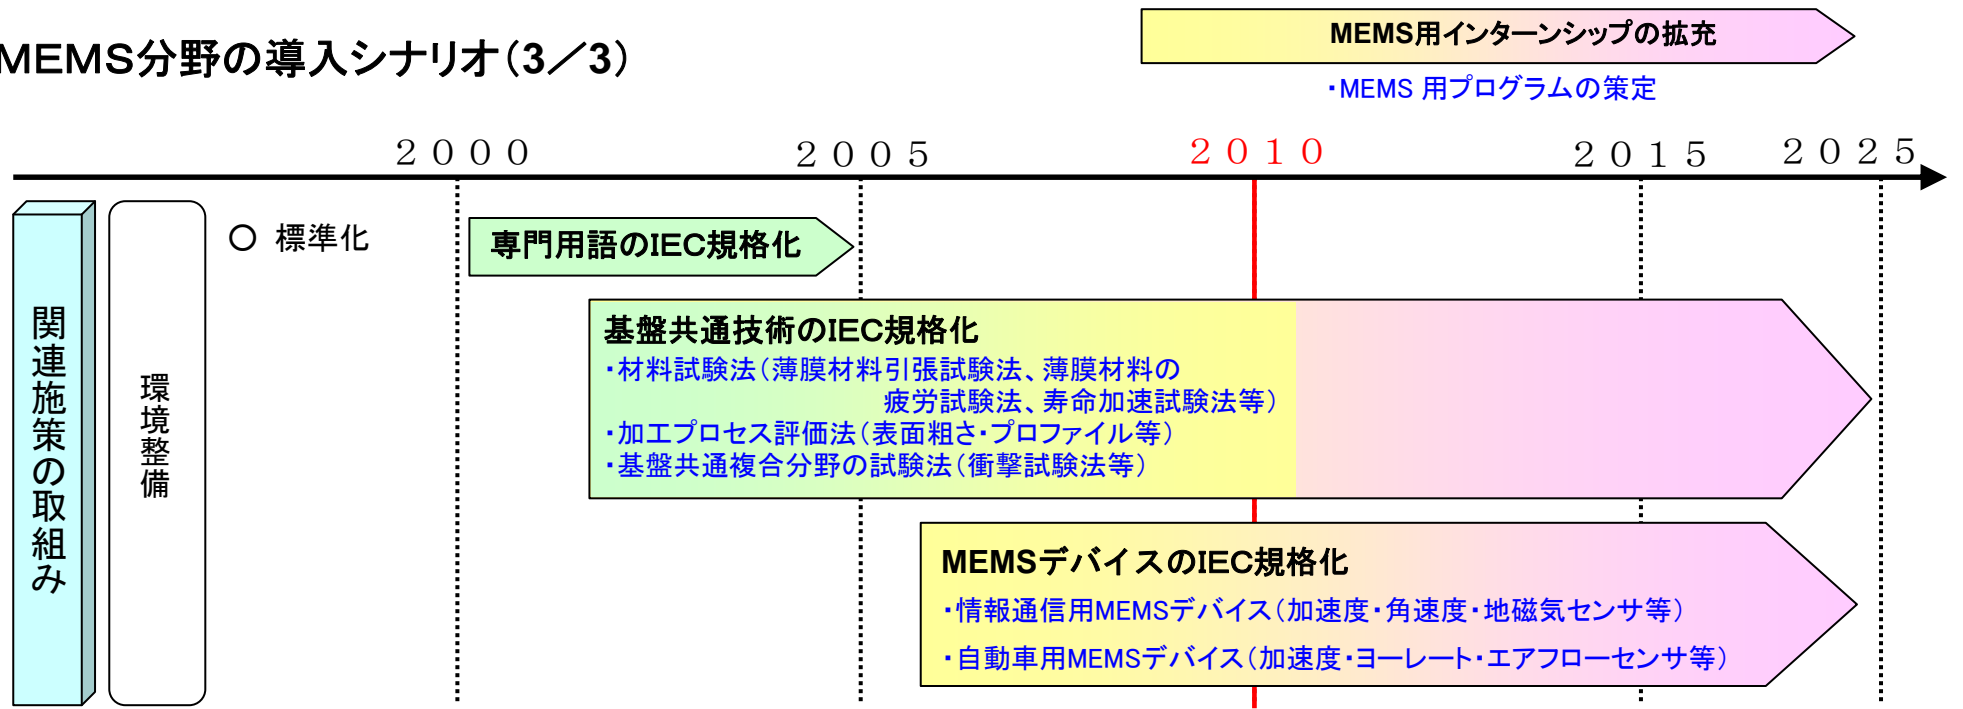 MEMS分野の導入シナリオ(3/3)
MEMS用インターンシップの拡充
・MEMS 用プログラムの策定
2000
2005
2010
2015
2025
関連施策の取組み
環境整備
○ 標準化
専門用語のIEC規格化
基盤共通技術のIEC規格化
・材料試験法(薄膜材料引張試験法、薄膜材料の
疲労試験法、寿命加速試験法等)
・加工プロセス評価法(表面粗さ・プロファイル等)
・基盤共通複合分野の試験法(衝撃試験法等)
MEMSデバイスのIEC規格化
・情報通信用MEMSデバイス(加速度・角速度・地磁気センサ等)
・自動車用MEMSデバイス(加速度・ヨーレート・エアフローセンサ等)